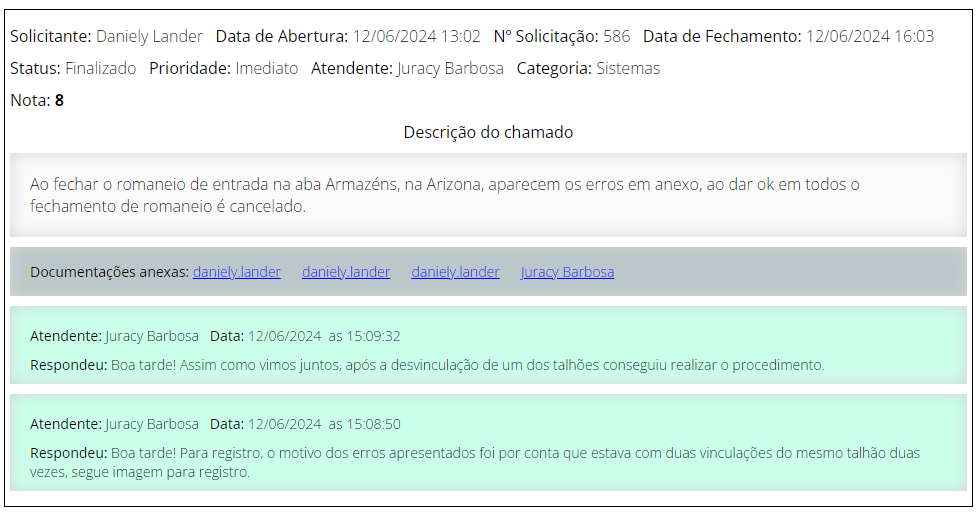 Solicitante: Daniely Lander Data de Abertura: 12/06/2024 13:02 Nº Solicitação: 586 Data de Fechamento: 12/06/2024 16:03
Status: Finalizado Prioridade: Imediato Atendente: Juracy Barbosa Categoria: Sistemas
Nota: 8
Descrição do chamado
Ao fechar o romaneio de entrada na aba Armazéns, na Arizona, aparecem os erros em anexo, ao dar ok em todos o
fechamento de romaneio é cancelado.
Documentações anexas: daniely.lander daniely.lander daniely.lander Juracy Barbosa
Atendente: Juracy Barbosa Data: 12/06/2024 as 15:09:32
Respondeu: Boa tarde! Assim como vimos juntos, após a desvinculação de um dos talhões conseguiu realizar o procedimento.
Atendente: Juracy Barbosa Data: 12/06/2024 as 15:08:50
Respondeu: Boa tarde! Para registro, o motivo dos erros apresentados foi por conta que estava com duas vinculações do mesmo talhão duas
vezes, segue imagem para registro.